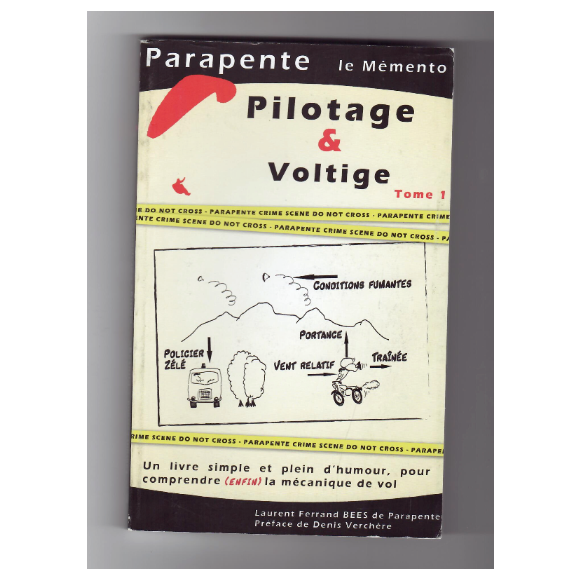 Parapente le Mémento
Pilotage
&
Voltige
Tome 1
E DO NOT CROSS - PARAPENTE CRIME SCENE DO NOT CROSS - PARAPENTE CRIME
NTE CRIME SCENE DO NOT CROSS - PARAPENTE CRIME SCENE DO NOT CROSS - PA
CONDITIONS FUMANTES
PORTANCE
POLICIER
ZÉLÉ
VENT RELATIF
TRAÎNÉE
RIME SCENE DO NOT CROSS - PARAPENTE CRIME SCENE DO NOT CROSS - PARAPE
Un livre simple et plein d'humour, pour
comprendre (ENFIN) la mécanique de vol
Laurent Ferrand BEES de Parapente
Préface de Denis Verchère